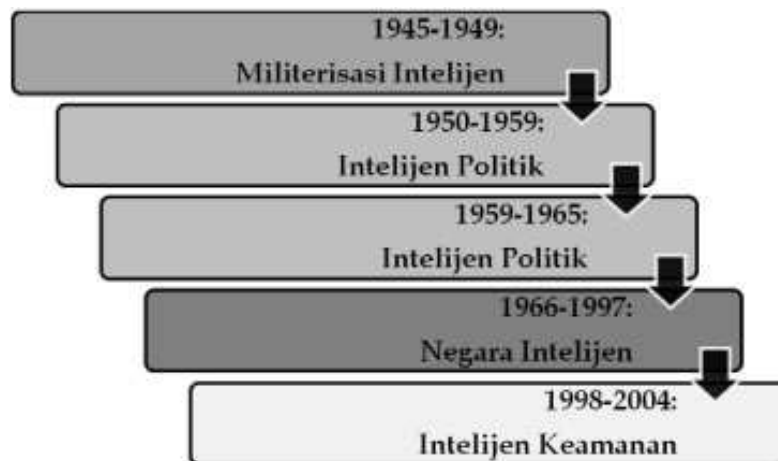 1945-1949:
Militerisasi Intelijen
1950-1959:
Intelijen Politik
1959-1965:
Intelijen Politik
1966-1997:
Negara Intelijen
1998-2004:
Intelijen Keamanan